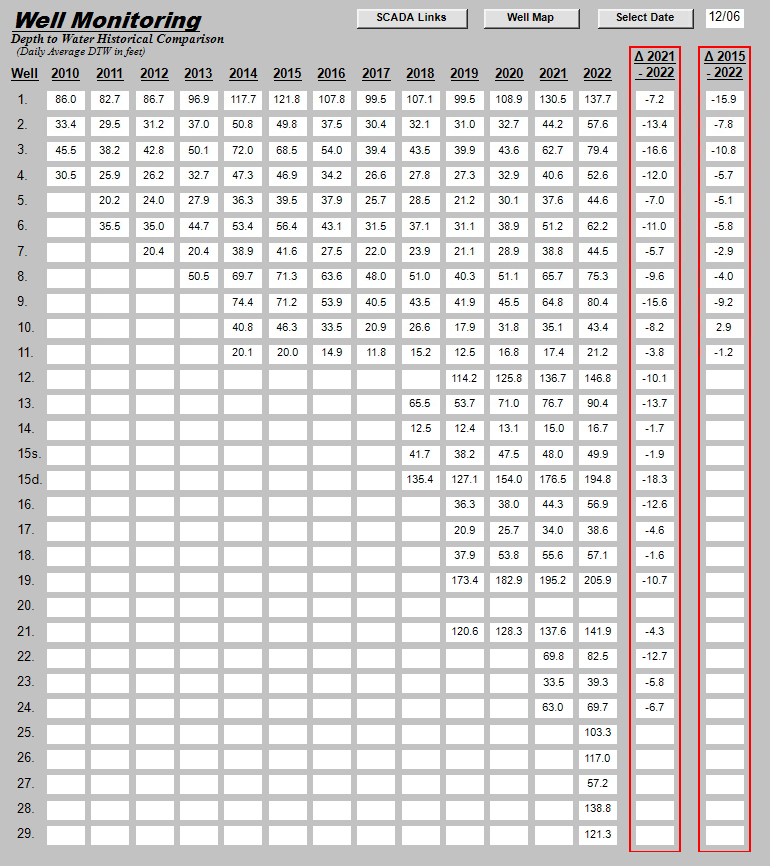 Well Monitoring
SCADA Links Well Map Select Date 12/06
Depth to Water Historical Comparison
(Daily Average DTW in feet)
Δ 2021 - 2022 Δ 2015 - 2022
Well 2010 2011 2012 2013 2014 2015 2016 2017 2018 2019 2020 2021 2022
1. 86.0 82.7 86.7 96.9 117.7 121.8 107.8 99.5 107.1 99.5 108.9 130.5 137.7 -7.2 -15.9
2. 33.4 29.5 31.2 37.0 50.8 49.8 37.5 30.4 32.1 31.0 32.7 44.2 57.6 -13.4 -7.8
3. 45.5 38.2 42.8 50.1 72.0 68.5 54.0 39.4 43.5 39.9 43.6 62.7 79.4 -16.6 -10.8
4. 30.5 25.9 26.2 32.7 47.3 46.9 34.2 26.6 27.8 27.3 32.9 40.6 52.6 -12.0 -5.7
5. 20.2 24.0 27.9 36.3 39.5 37.9 25.7 28.5 21.2 30.1 37.6 44.6 -7.0 -5.1
6. 35.5 35.0 44.7 53.4 56.4 43.1 31.5 37.1 31.1 38.9 51.2 62.2 -11.0 -5.8
7. 20.4 20.4 38.9 41.6 27.5 22.0 23.9 21.1 28.9 38.8 44.5 -5.7 -2.9
8. 50.5 69.7 71.3 63.6 48.0 51.0 40.3 51.1 65.7 75.3 -9.6 -4.0
9. 74.4 71.2 53.9 40.5 43.5 41.9 45.5 64.8 80.4 -15.6 -9.2
10. 40.8 46.3 33.5 20.9 26.6 17.9 31.8 35.1 43.4 -8.2 2.9
11. 20.1 20.0 14.9 11.8 15.2 12.5 16.8 17.4 21.2 -3.8 -1.2
12. 114.2 125.8 136.7 146.8 -10.1
13. 65.5 53.7 71.0 76.7 90.4 -13.7
14. 12.5 12.4 13.1 15.0 16.7 -1.7
15s. 41.7 38.2 47.5 48.0 49.9 -1.9
15d. 135.4 127.1 154.0 176.5 194.8 -18.3
16. 36.3 38.0 44.3 56.9 -12.6
17. 20.9 25.7 34.0 38.6 -4.6
18. 37.9 53.8 55.6 57.1 -1.6
19. 173.4 182.9 195.2 205.9 -10.7
20.
21. 120.6 128.3 137.6 141.9 -4.3
22. 69.8 82.5 -12.7
23. 33.5 39.3 -5.8
24. 63.0 69.7 -6.7
25. 103.3
26. 117.0
27. 57.2
28. 138.8
29. 121.3